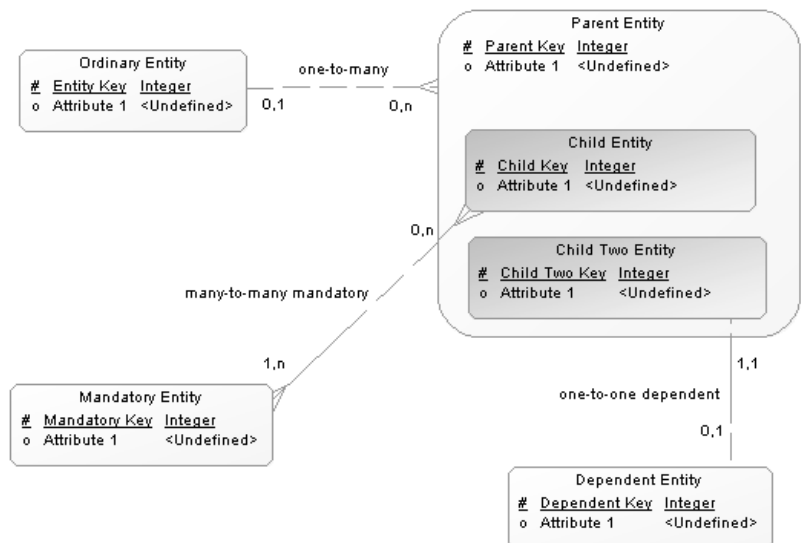 Parent Entity
# Parent Key Integer
o Attribute 1 <Undefined>
Ordinary Entity
# Entity Key Integer
o Attribute 1 <Undefined>
one-to-many
0,1
0,n
Child Entity
# Child Key Integer
o Attribute 1 <Undefined>
0,n
Child Two Entity
# Child Two Key Integer
o Attribute 1 <Undefined>
many-to-many mandatory
1,n
Mandatory Entity
# Mandatory Key Integer
o Attribute 1 <Undefined>
1,1
one-to-one dependent
0,1
Dependent Entity
# Dependent Key Integer
o Attribute 1 <Undefined>